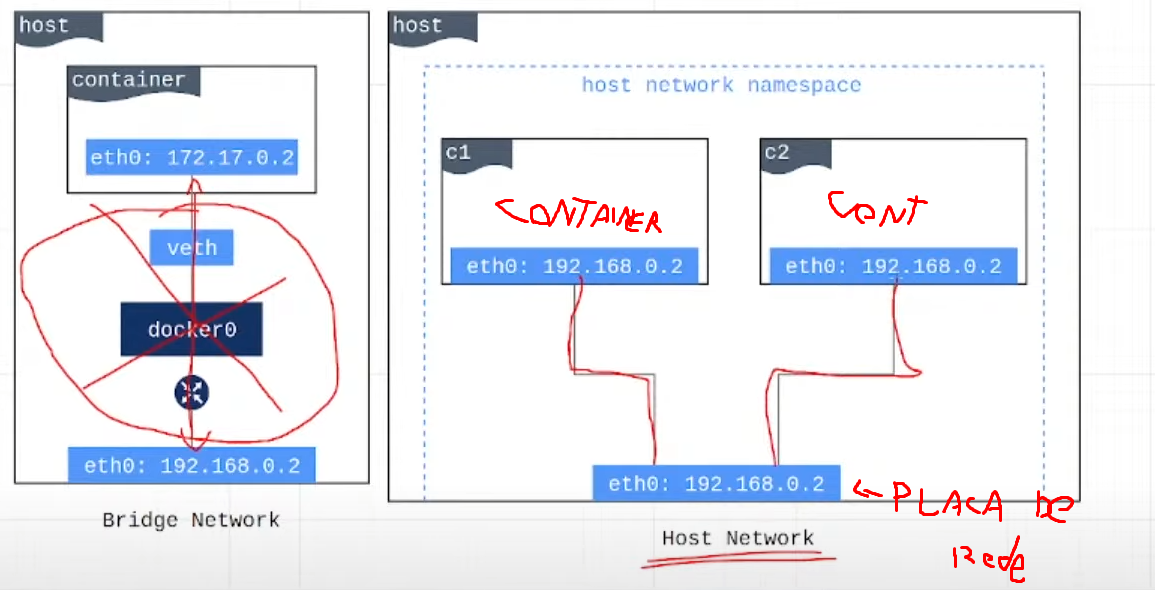 host
container
eth0: 172.17.0.2
veth
docker0
eth0: 192.168.0.2
Bridge Network
host
host network namespace
c1
CONTAINER
eth0: 192.168.0.2
c2
CONT
eth0: 192.168.0.2
eth0: 192.168.0.2
← PLACA DE
Rede
Host Network